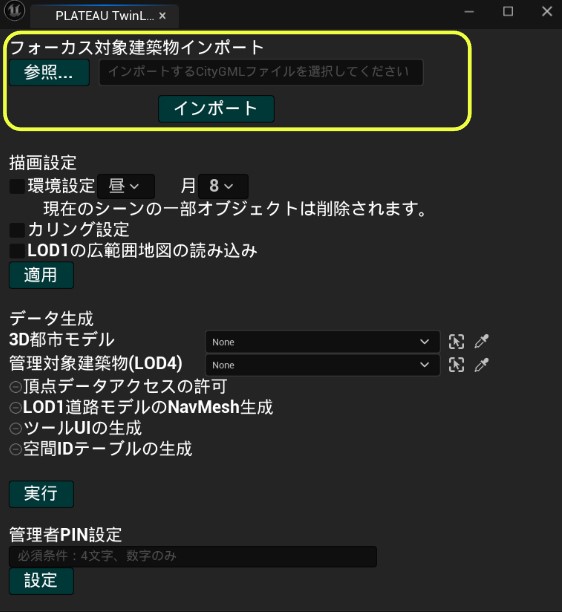 PLATEAU TwinL...
フォーカス対象建築物インポート
参照... インポートするCityGMLファイルを選択してください
インポート
描画設定
環境設定 昼 月 8
現在のシーンの一部オブジェクトは削除されます。
カリング設定
LOD1の広範囲地図の読み込み
適用
データ生成
3D都市モデル None
管理対象建築物(LOD4) None
頂点データアクセスの許可
LOD1道路モデルのNavMesh生成
ツールUIの生成
空間IDテーブルの生成
実行
管理者PIN設定
必須条件：4文字、数字のみ
設定